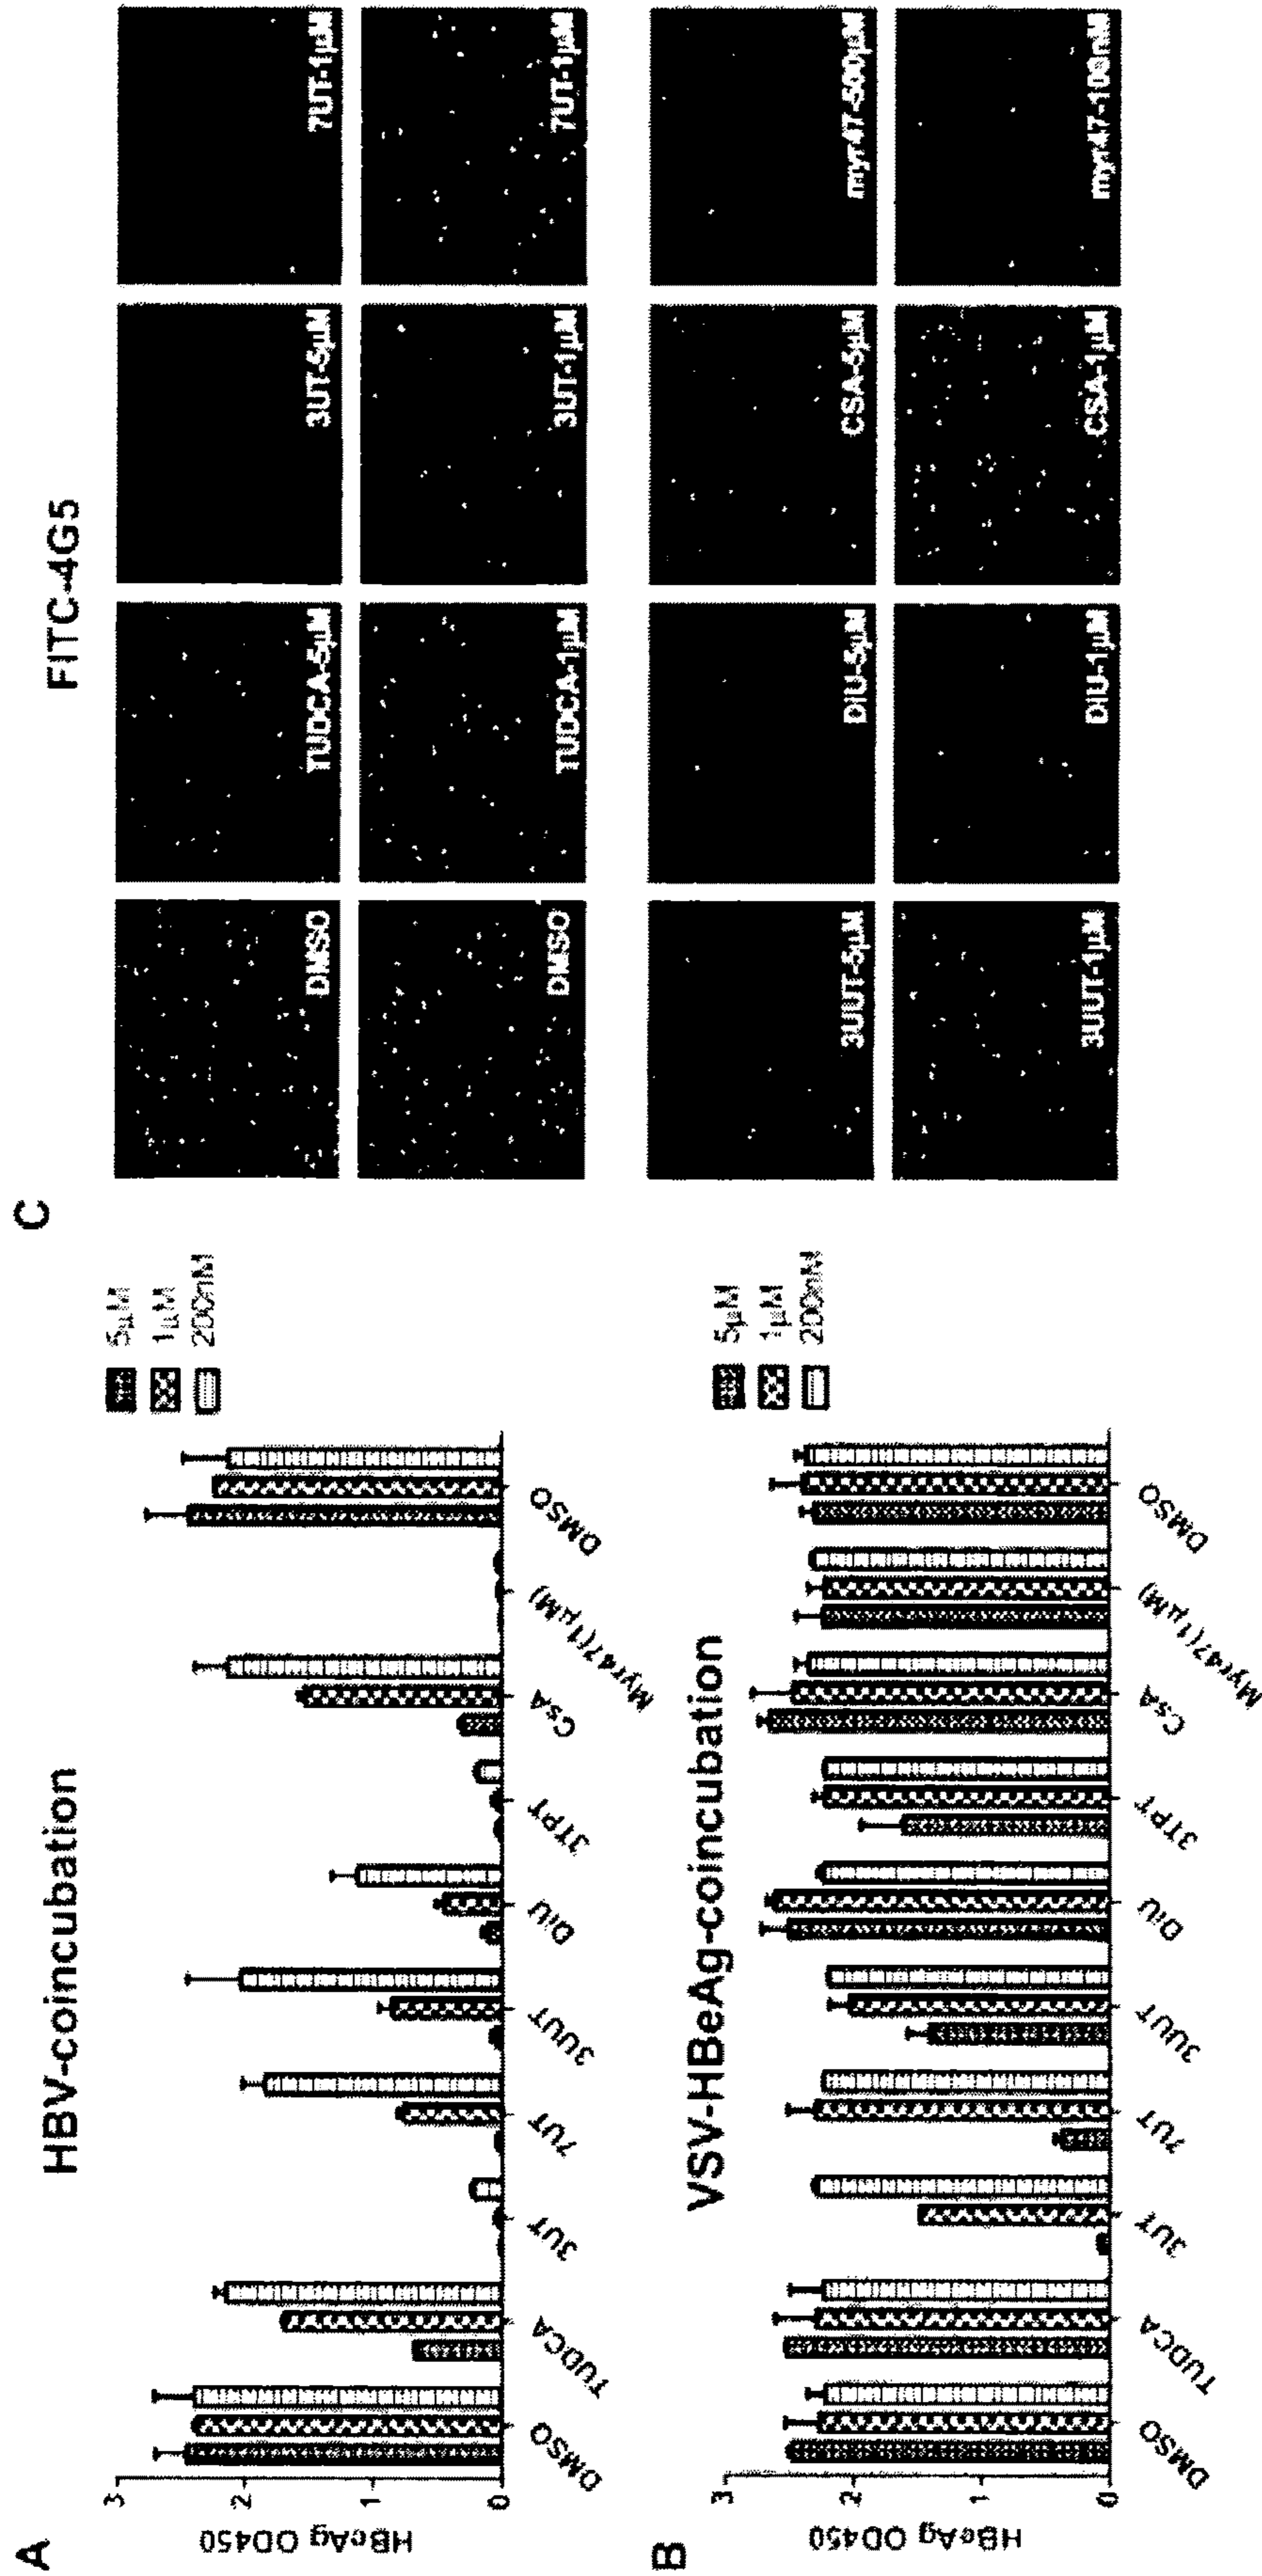 A
HBV-coincubation
HBeAg OD450
3
2
1
0
DMSO
TUDCA
3UT
7UT
3UUT
DiU
3TPT
CsA
Myr47(1μM)
DMSO
5μM
1μM
200nM
B
VSV-HBeAg-coincubation
HBeAg OD450
3
2
1
0
DMSO
TUDCA
3UT
7UT
3UUT
DiU
3TPT
CsA
Myr47(1μM)
DMSO
5μM
1μM
200nM
C
FITC-4G5
DMSO
TUDCA-5μM
3UT-5μM
7UT-1μM
DMSO
TUDCA-1μM
3UT-1μM
7UT-1μM
3UUT-5μM
DiU-5μM
CSA-5μM
myr47-500μM
3UUT-1μM
DiU-1μM
CSA-1μM
myr47-100nM